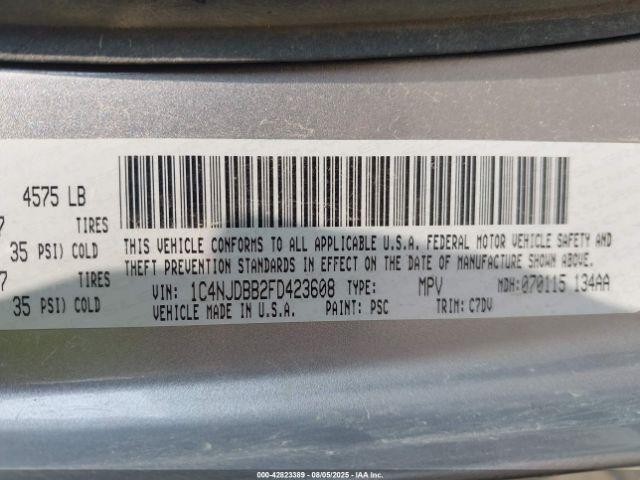 4575 LB
7 TIRES
35 PSI) COLD
7 TIRES
35 PSI) COLD
THIS VEHICLE CONFORMS TO ALL APPLICABLE U.S.A. FEDERAL MOTOR VEHICLE SAFETY AND
THEFT PREVENTION STANDARDS IN EFFECT ON THE DATE OF MANUFACTURE SHOWN ABOVE.
VIN: 1C4NJDBB2FD423608 TYPE: MPV MDH: 070115 134AA
VEHICLE MADE IN U.S.A. PAINT: PSC TRIM: C7DV
000-42823389 - 08/05/2025 - IAA Inc.